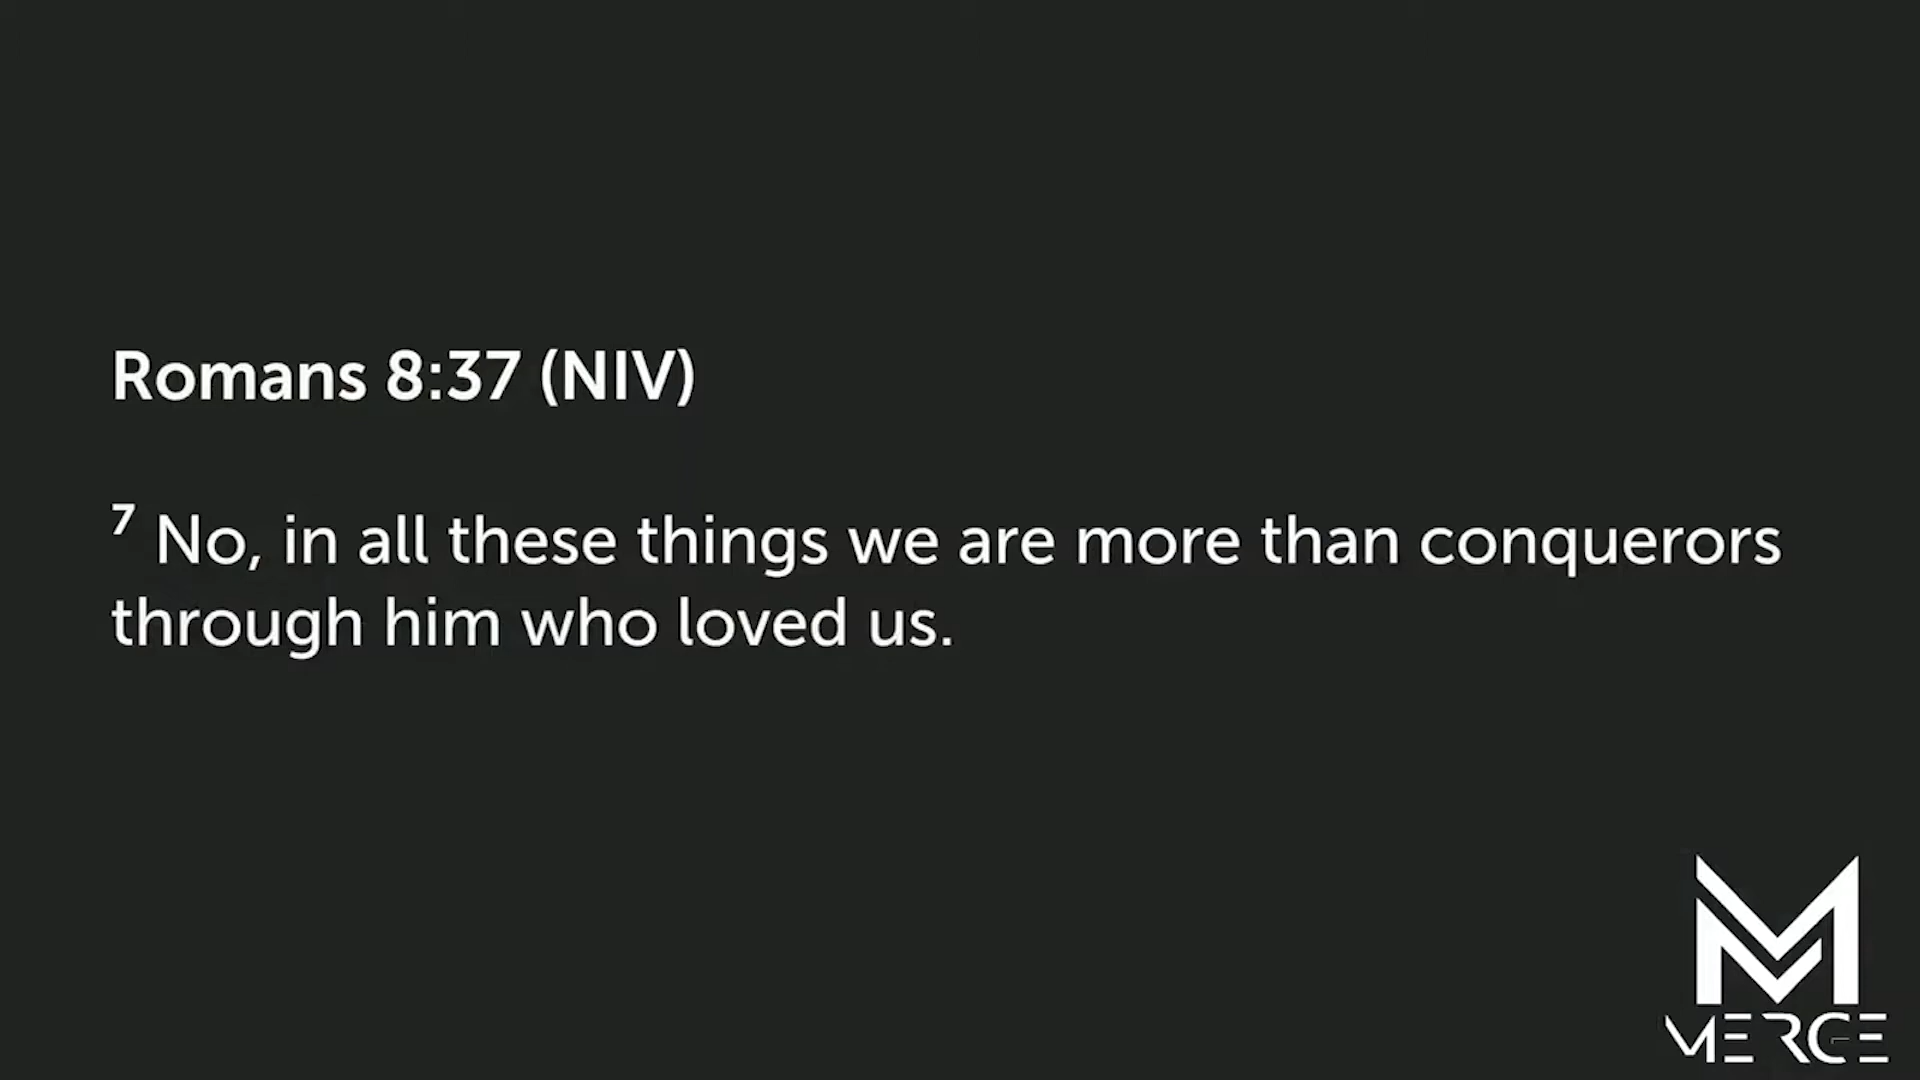 Romans 8:37 (NIV)
⁷ No, in all these things we are more than conquerors
through him who loved us.
M
MERGE